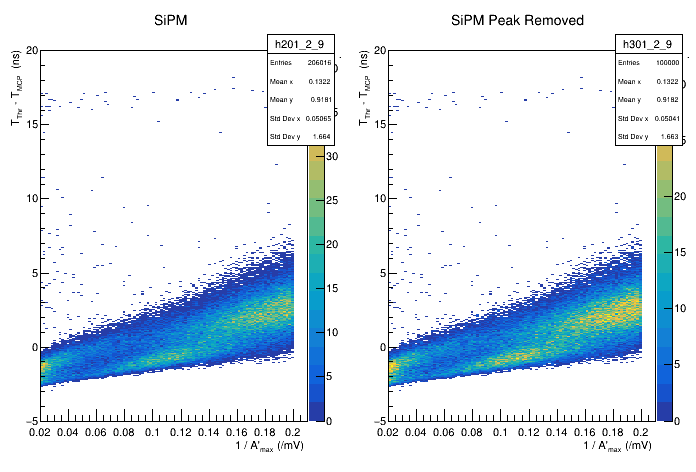 SiPM
SiPM Peak Removed
h201_2_9
Entries 206016
Mean x 0.1322
Mean y 0.9181
Std Dev x 0.05065
Std Dev y 1.664
h301_2_9
Entries 100000
Mean x 0.1322
Mean y 0.9182
Std Dev x 0.05041
Std Dev y 1.663
T_Thr - T_MCP (ns)
20
15
10
5
0
−5
0.02 0.04 0.06 0.08 0.1 0.12 0.14 0.16 0.18 0.2
1 / A'_max (/mV)
30
25
20
15
10
5
0
T_Thr - T_MCP (ns)
20
15
10
5
0
−5
0.02 0.04 0.06 0.08 0.1 0.12 0.14 0.16 0.18 0.2
1 / A'_max (/mV)
20
15
10
5
0